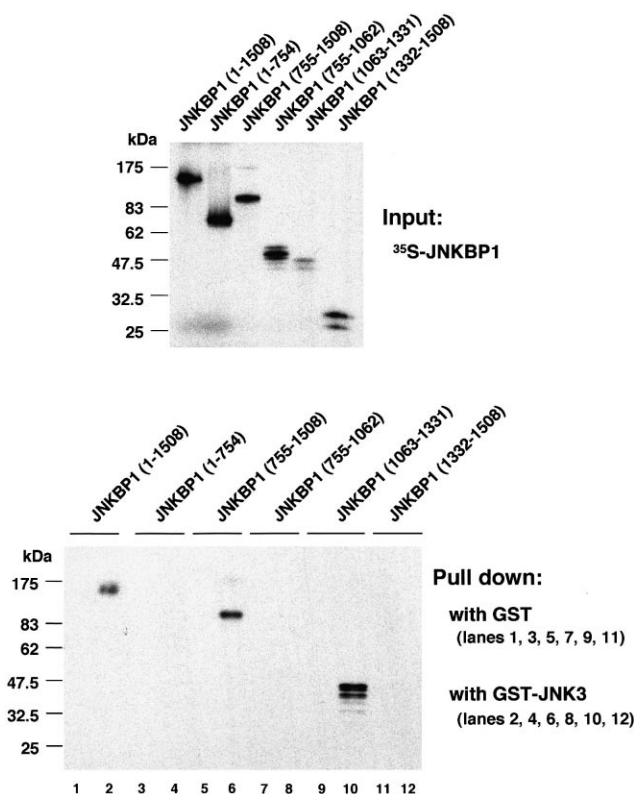 JNKBP1 (1-1508)
JNKBP1 (1-754)
JNKBP1 (755-1508)
JNKBP1 (755-1062)
JNKBP1 (1063-1331)
JNKBP1 (1332-1508)
kDa
175
83
62
47.5
32.5
25
Input:
³⁵S-JNKBP1
JNKBP1 (1-1508)
JNKBP1 (1-754)
JNKBP1 (755-1508)
JNKBP1 (755-1062)
JNKBP1 (1063-1331)
JNKBP1 (1332-1508)
kDa
175
83
62
47.5
32.5
25
Pull down:
with GST
(lanes 1, 3, 5, 7, 9, 11)
with GST-JNK3
(lanes 2, 4, 6, 8, 10, 12)
1 2 3 4 5 6 7 8 9 10 11 12